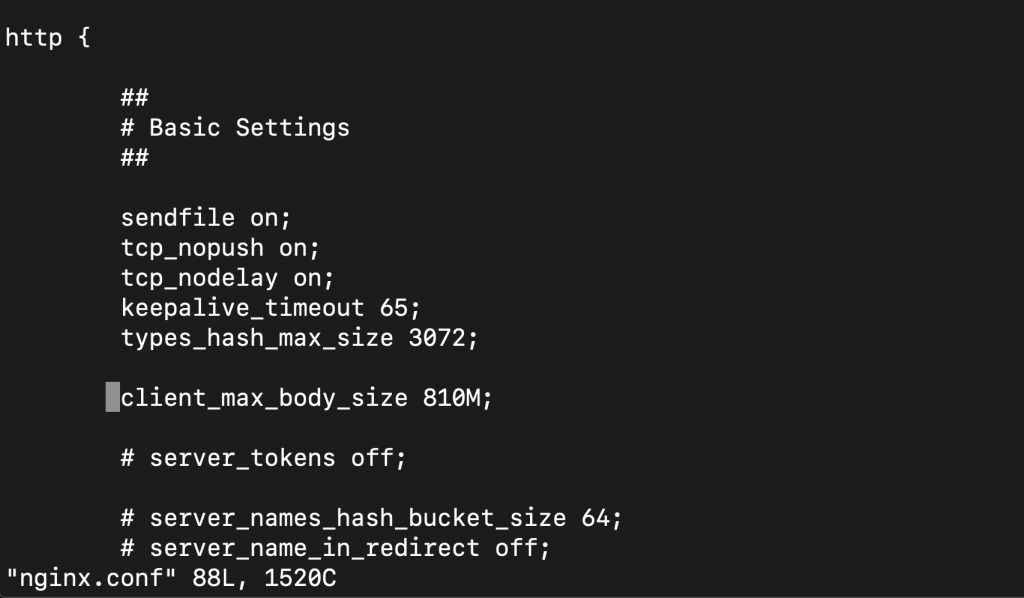 http {
##
# Basic Settings
##
sendfile on;
tcp_nopush on;
tcp_nodelay on;
keepalive_timeout 65;
types_hash_max_size 3072;
client_max_body_size 810M;
# server_tokens off;
# server_names_hash_bucket_size 64;
# server_name_in_redirect off;
"nginx.conf" 88L, 1520C